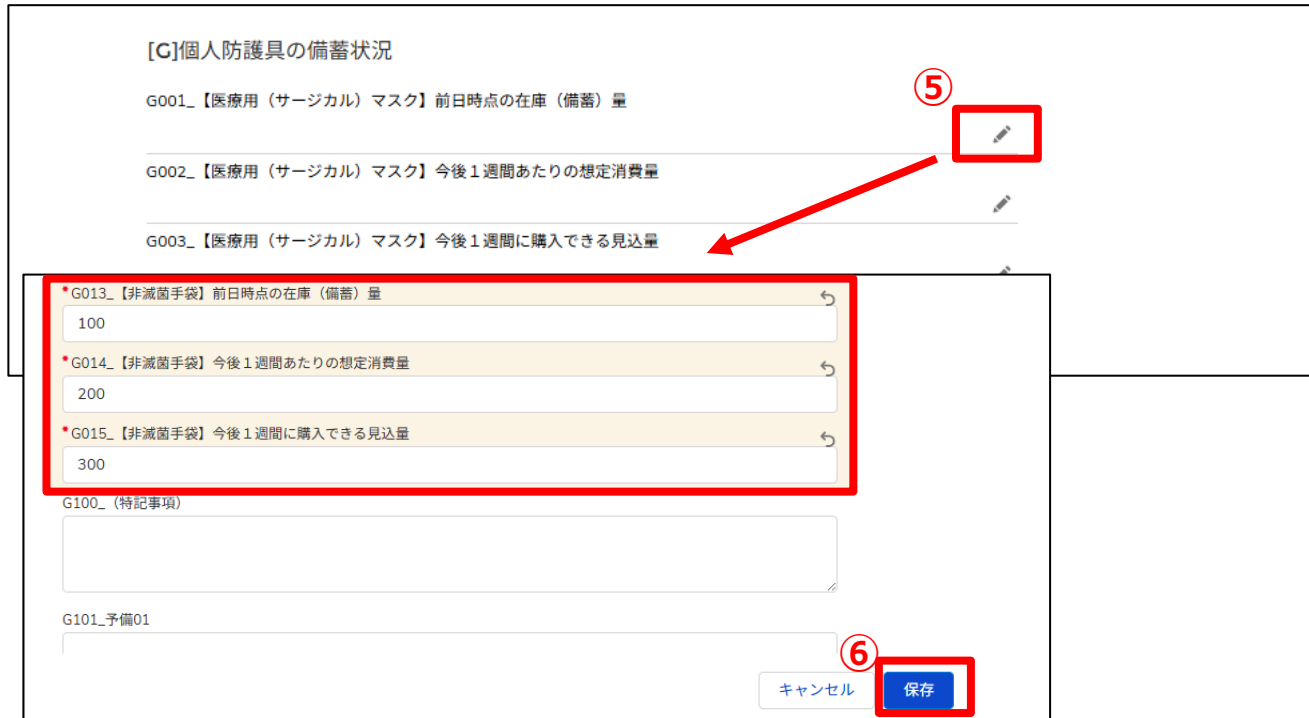 [G]個人防護具の備蓄状況
G001_【医療用（サージカル）マスク】前日時点の在庫（備蓄）量
⑤
G002_【医療用（サージカル）マスク】今後１週間あたりの想定消費量
G003_【医療用（サージカル）マスク】今後１週間に購入できる見込量
*G013_【非滅菌手袋】前日時点の在庫（備蓄）量
100
*G014_【非滅菌手袋】今後１週間あたりの想定消費量
200
*G015_【非滅菌手袋】今後１週間に購入できる見込量
300
G100_（特記事項）
G101_予備01
⑥
キャンセル 保存